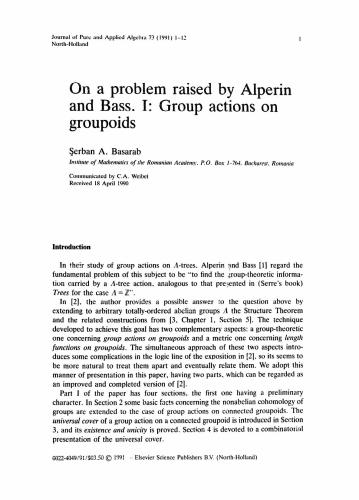 Journal of Pure and Applied Algebra 73 (1991) 1-12
North-Holland
1
On a problem raised by Alperin
and Bass. I: Group actions on
groupoids
Şerban A. Basarab
Institute of Mathematics of the Romanian Academy, P.O. Box 1-764, Bucharest, Romania
Communicated by C.A. Weibel
Received 18 April 1990
Introduction
In their study of group actions on Λ-trees, Alperin and Bass [1] regard the
fundamental problem of this subject to be “to find the group-theoretic informa-
tion carried by a Λ-tree action, analogous to that presented in (Serre's book)
Trees for the case Λ = ℤ”.
In [2], the author provides a possible answer to the question above by
extending to arbitrary totally-ordered abelian groups Λ the Structure Theorem
and the related constructions from [3, Chapter 1, Section 5]. The technique
developed to achieve this goal has two complementary aspects: a group-theoretic
one concerning group actions on groupoids and a metric one concerning length
functions on groupoids. The simultaneous approach of these two aspects intro-
duces some complications in the logic line of the exposition in [2], so its seems to
be more natural to treat them apart and eventually relate them. We adopt this
manner of presentation in this paper, having two parts, which can be regarded as
an improved and completed version of [2].
Part I of the paper has four sections, the first one having a preliminary
character. In Section 2 some basic facts concerning the nonabelian cohomology of
groups are extended to the case of group actions on connected groupoids. The
universal cover of a group action on a connected groupoid is introduced in Section
3, and its existence and unicity is proved. Section 4 is devoted to a combinatorial
presentation of the universal cover.
0022-4049/91/$03.50 © 1991 - Elsevier Science Publishers B.V. (North-Holland)